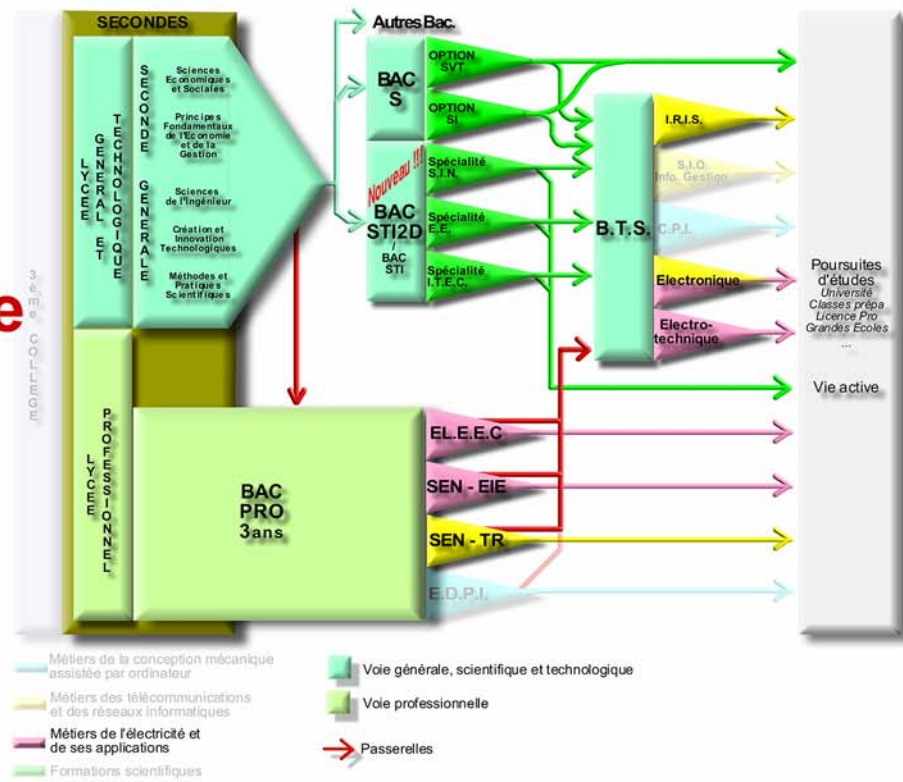 e
3ème COLLEGE
SECONDES
LYCEE
GENERAL ET
TECHNOLOGIQUE
SECONDE GENERALE
Sciences
Economiques
et Sociales
Principes
Fondamentaux
de l'Economie
et de la
Gestion
Sciences
de l'Ingénieur
Création et
Innovation
Technologiques
Méthodes et
Pratiques
Scientifiques
Autres Bac.
BAC
S
OPTION
SVT
OPTION
SI
Nouveau !!!
BAC
STI2D
/
BAC
STI
Spécialité
S.I.N.
Spécialité
E.E.
Spécialité
I.T.E.C.
B.T.S.
I.R.I.S.
S.I.O.
Info. Gestion
C.P.I.
Electronique
Electro-
technique
Poursuites
d'études
Université
Classes prépa
Licence Pro
Grandes Ecoles
...
Vie active
LYCEE
PROFESSIONNEL
BAC
PRO
3ans
EL.E.E.C
SEN - EIE
SEN - TR
E.D.P.I.
Métiers de la conception mécanique
assistée par ordinateur
Métiers des télécommunications
et des réseaux informatiques
Métiers de l'électricité et
de ses applications
Formations scientifiques
Voie générale, scientifique et technologique
Voie professionnelle
Passerelles